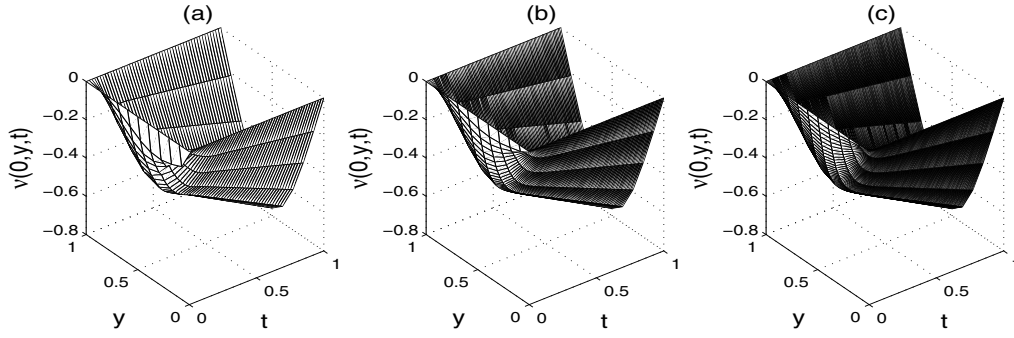 (a) (b) (c)
0 0 0
−0.2 −0.2 −0.2
−0.4 −0.4 −0.4
−0.6 −0.6 −0.6
−0.8 −0.8 −0.8
ν(0,y,t) ν(0,y,t) ν(0,y,t)
1 1 1 1 1
0.5 0.5 0.5 0.5 0.5 0.5
0 0 0 0 0 0
y t y t y t